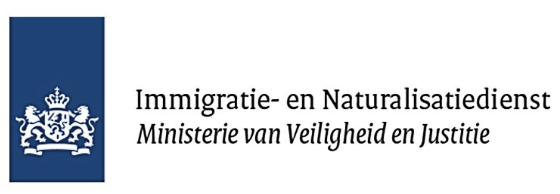 Immigratie- en Naturalisatiedienst
Ministerie van Veiligheid en Justitie